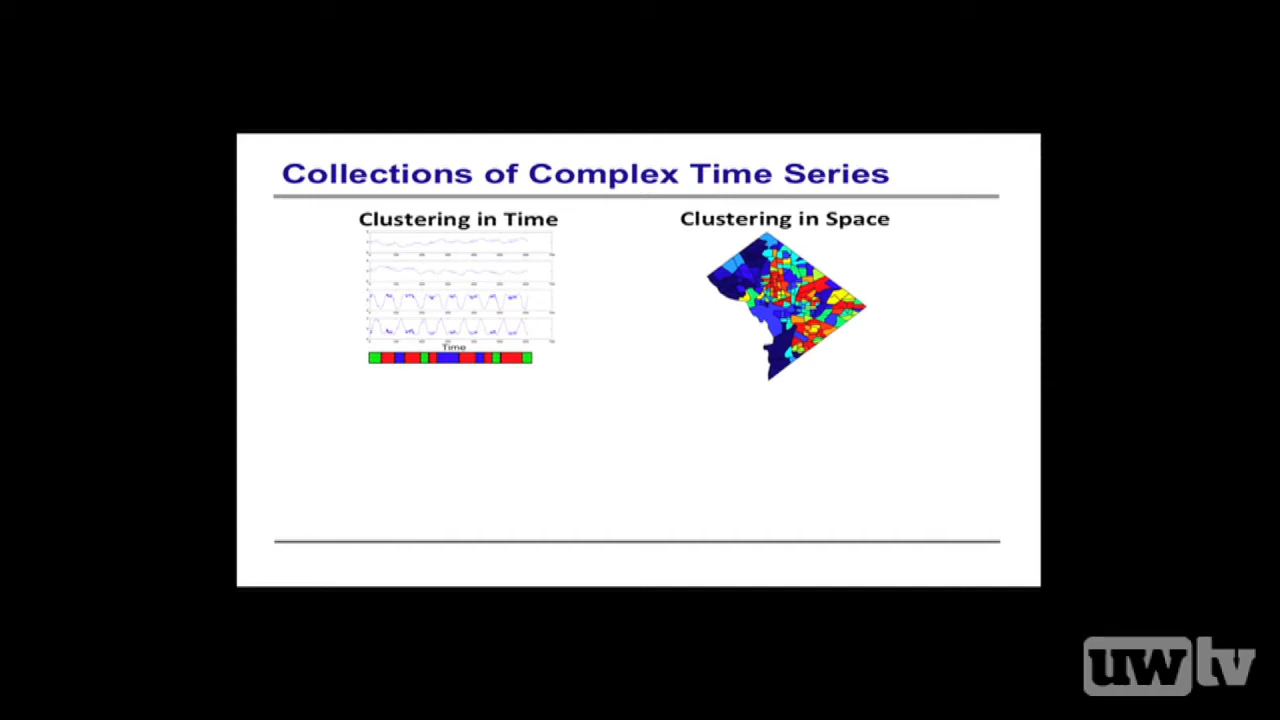 Collections of Complex Time Series
Clustering in Time
Clustering in Space
Time
uwtv